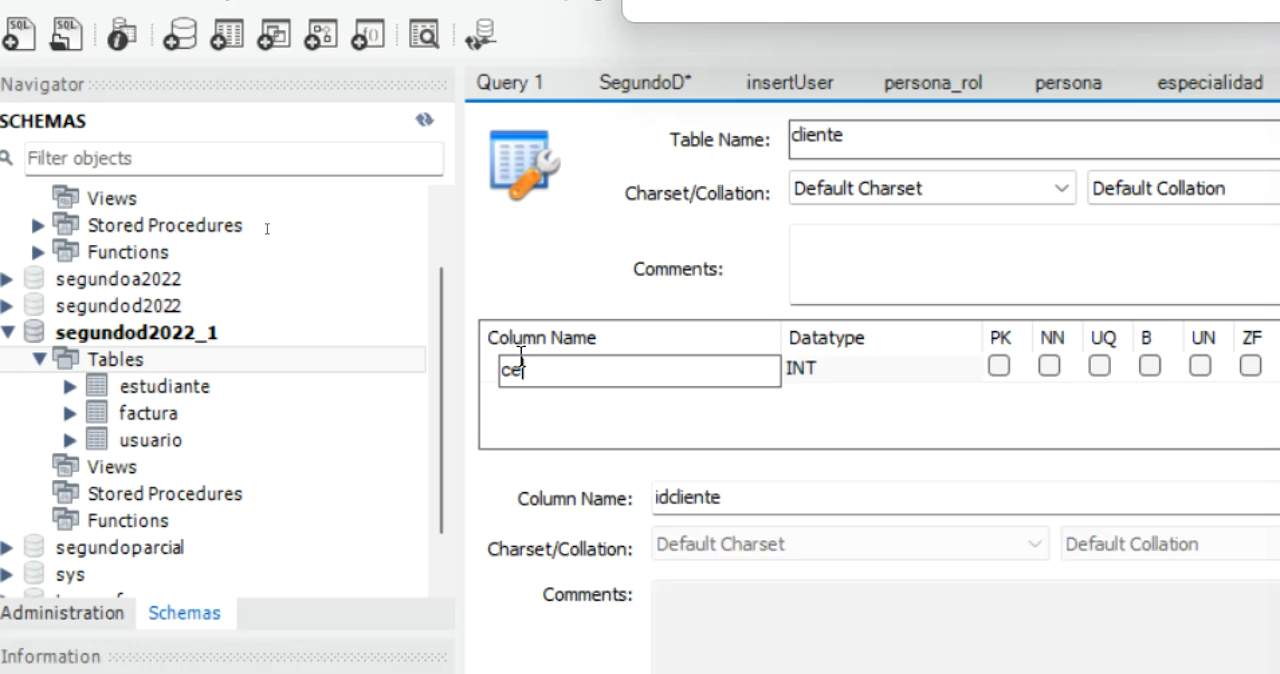 SQL SQL
Navigator
SCHEMAS
Filter objects
Views
Stored Procedures
Functions
segundoa2022
segundod2022
segundod2022_1
Tables
estudiante
factura
usuario
Views
Stored Procedures
Functions
segundoparcial
sys
Administration Schemas
Information
Query 1 SegundoD* insertUser persona_rol persona especialidad
Table Name: cliente
Charset/Collation: Default Charset Default Collation
Comments:
Column Name Datatype PK NN UQ B UN ZF
INT
Column Name: idcliente
Charset/Collation: Default Charset Default Collation
Comments: